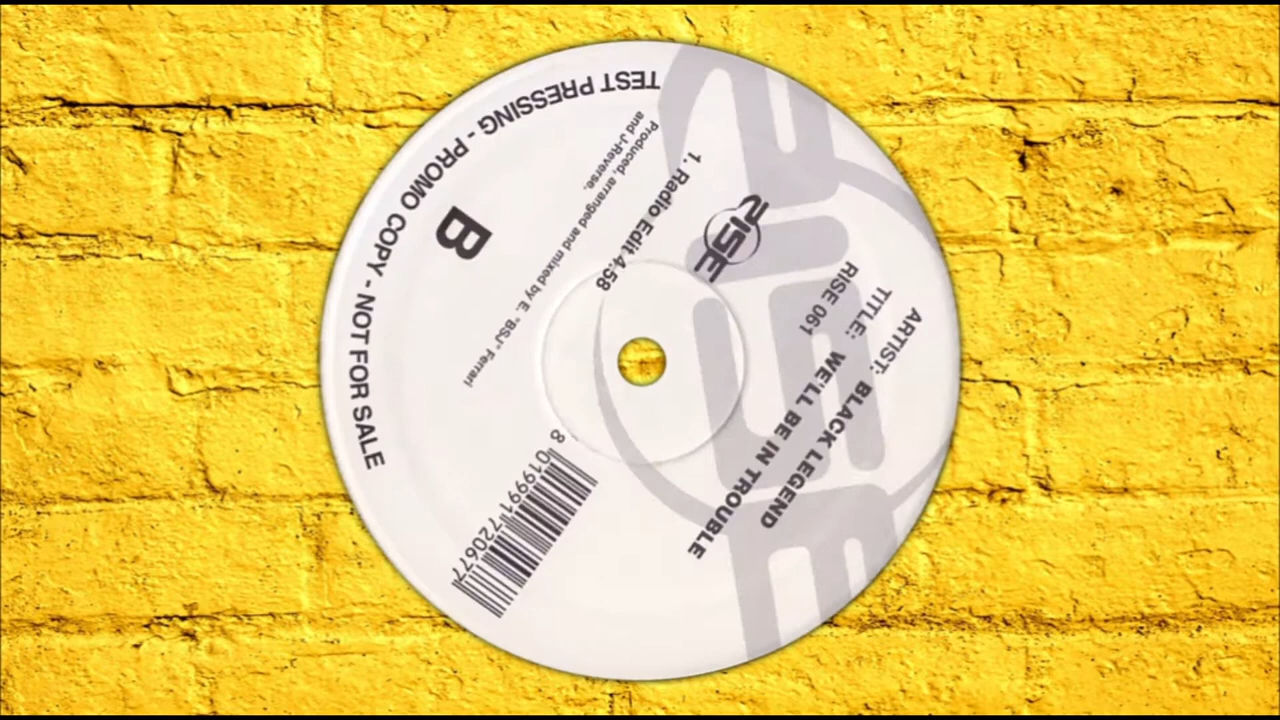 ARTIST: BLACK LEGEND
TITLE: WE'LL BE IN TROUBLE
RISE 061
RISE
1. Radio Edit 4.58
Produced, arranged and mixed by E. "BSJ" Ferrari
and J-Reverse.
B
TEST PRESSING - PROMO COPY - NOT FOR SALE
8 019991 720677